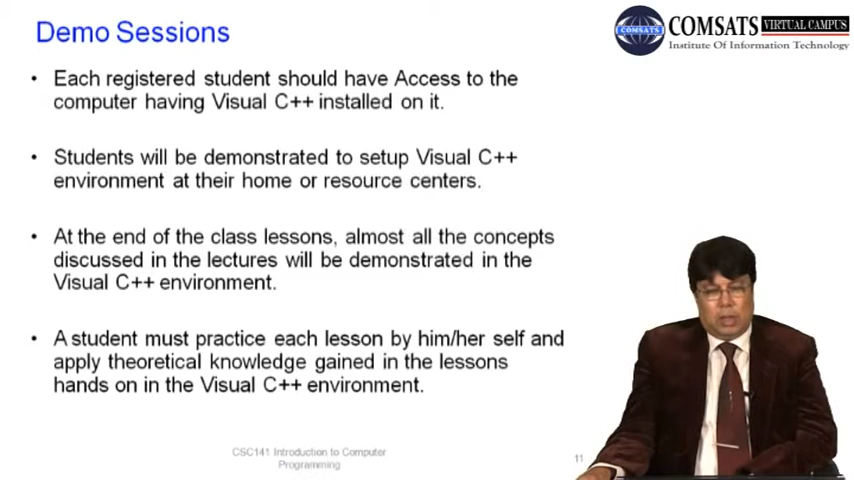 Demo Sessions
COMSATS
COMSATS
VIRTUAL CAMPUS
Institute Of Information Technology
• Each registered student should have Access to the
computer having Visual C++ installed on it.
• Students will be demonstrated to setup Visual C++
environment at their home or resource centers.
• At the end of the class lessons, almost all the concepts
discussed in the lectures will be demonstrated in the
Visual C++ environment.
• A student must practice each lesson by him/her self and
apply theoretical knowledge gained in the lessons
hands on in the Visual C++ environment.
CSC141 Introduction to Computer
Programming
11